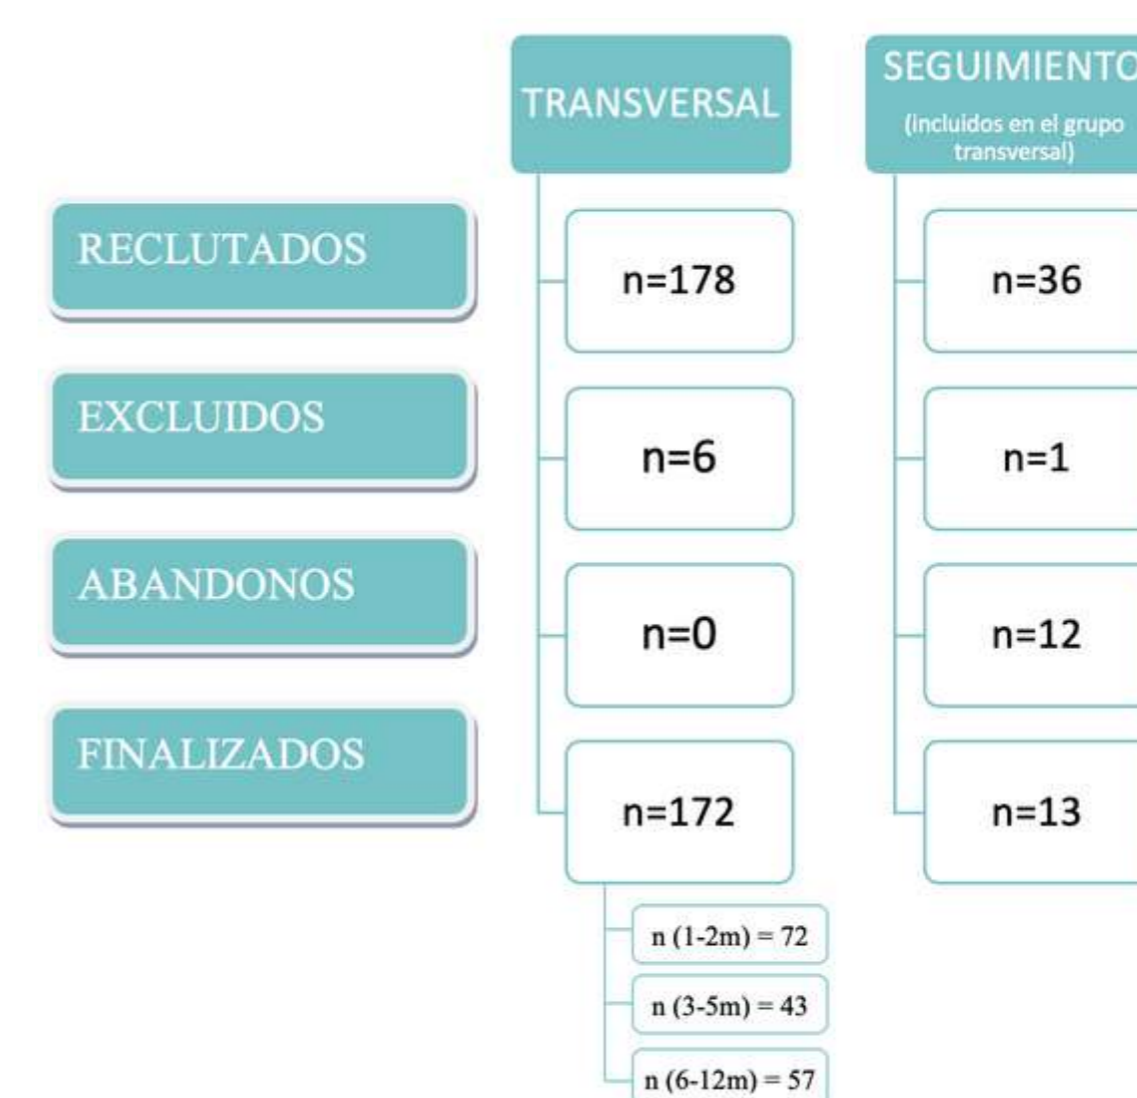 TRANSVERSAL
SEGUIMIENTO
(incluidos en el grupo
transversal)
RECLUTADOS
n=178
n=36
EXCLUIDOS
n=6
n=1
ABANDONOS
n=0
n=12
FINALIZADOS
n=172
n=13
n (1-2m) = 72
n (3-5m) = 43
n (6-12m) = 57